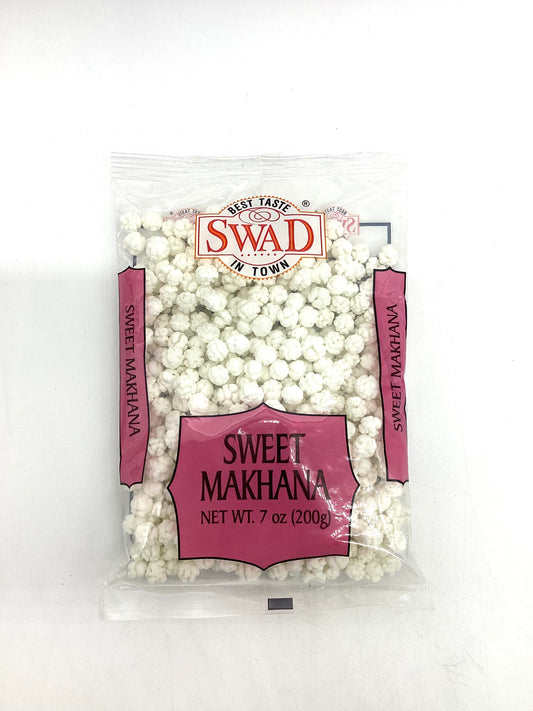 BEST TASTE ®
SWAD
IN TOWN
SWEET MAKHANA
SWEET MAKHANA
SWEET
MAKHANA
NET WT. 7 oz (200g)